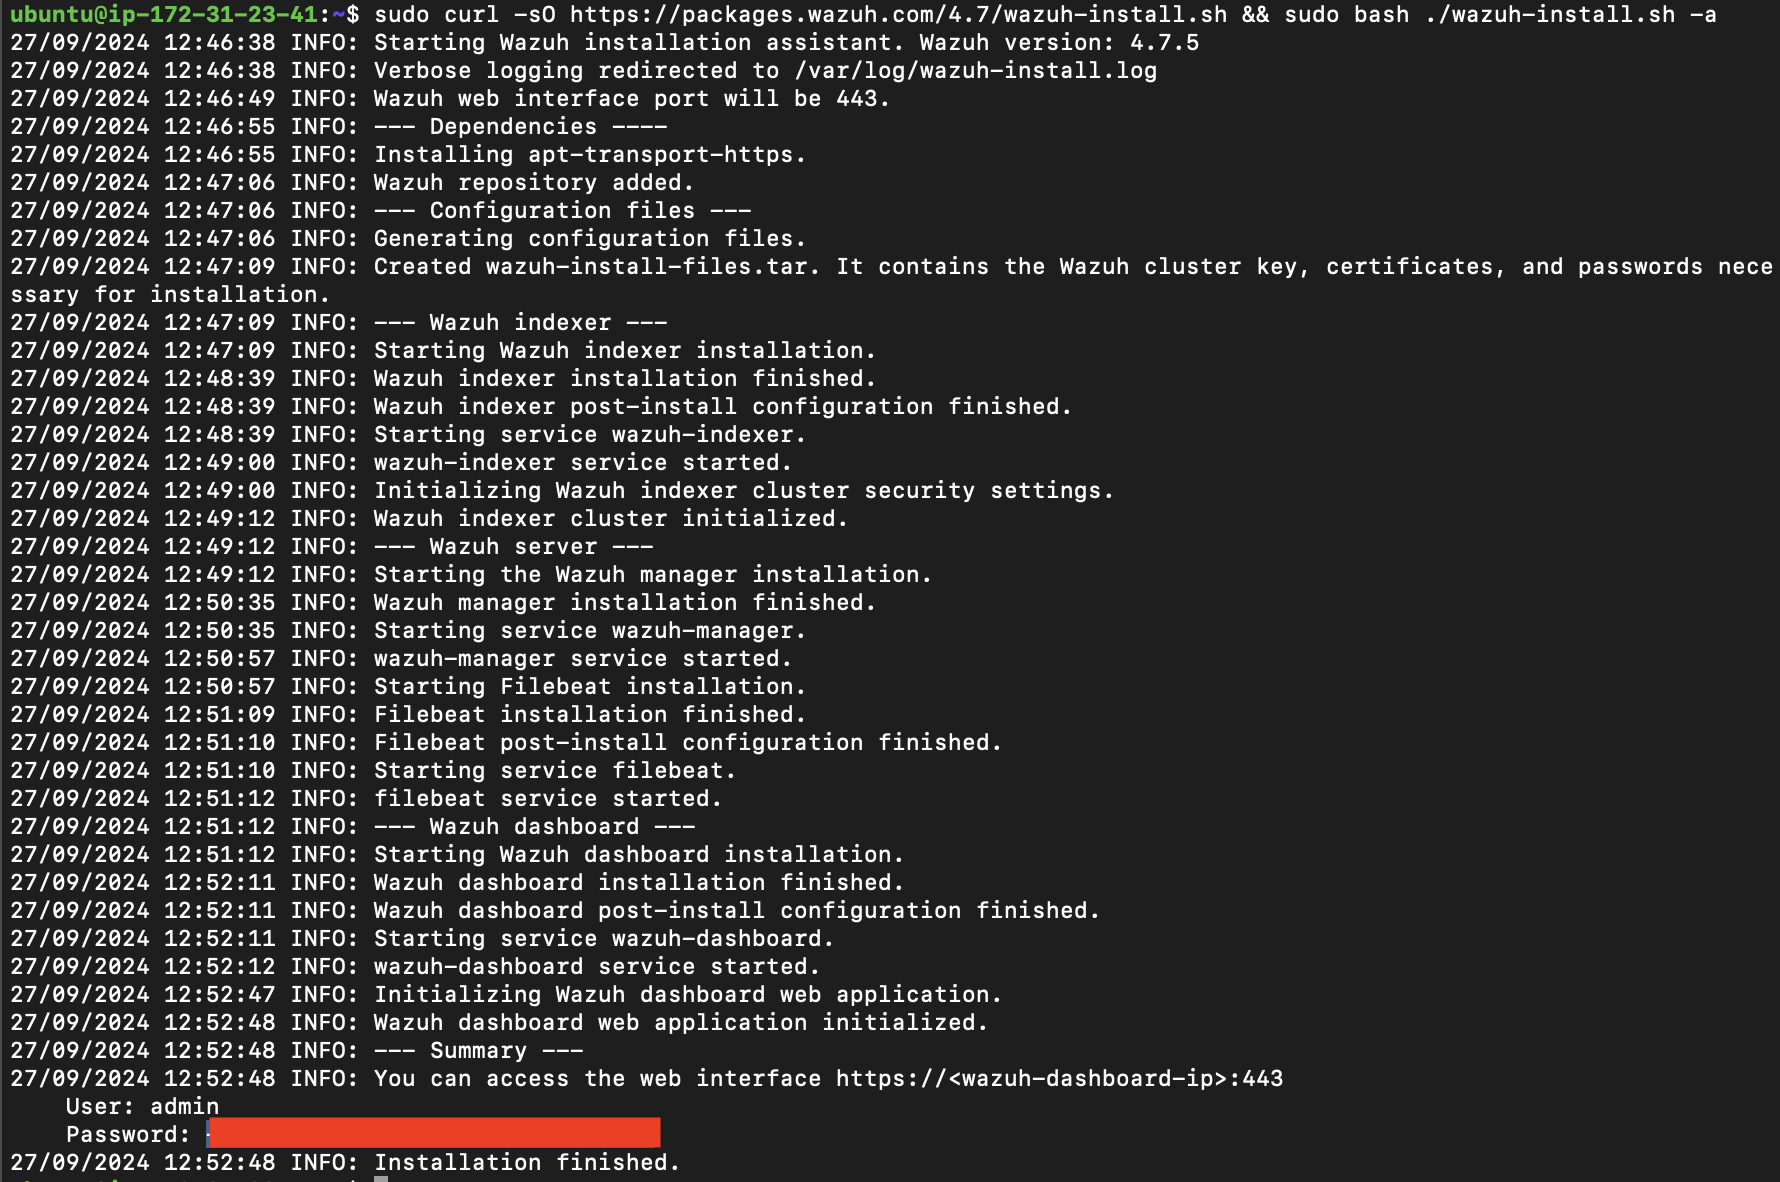 ubuntu@ip-172-31-23-41:~$ sudo curl -sO https://packages.wazuh.com/4.7/wazuh-install.sh && sudo bash ./wazuh-install.sh -a
27/09/2024 12:46:38 INFO: Starting Wazuh installation assistant. Wazuh version: 4.7.5
27/09/2024 12:46:38 INFO: Verbose logging redirected to /var/log/wazuh-install.log
27/09/2024 12:46:49 INFO: Wazuh web interface port will be 443.
27/09/2024 12:46:55 INFO: --- Dependencies ----
27/09/2024 12:46:55 INFO: Installing apt-transport-https.
27/09/2024 12:47:06 INFO: Wazuh repository added.
27/09/2024 12:47:06 INFO: --- Configuration files ---
27/09/2024 12:47:06 INFO: Generating configuration files.
27/09/2024 12:47:09 INFO: Created wazuh-install-files.tar. It contains the Wazuh cluster key, certificates, and passwords nece
ssary for installation.
27/09/2024 12:47:09 INFO: --- Wazuh indexer ---
27/09/2024 12:47:09 INFO: Starting Wazuh indexer installation.
27/09/2024 12:48:39 INFO: Wazuh indexer installation finished.
27/09/2024 12:48:39 INFO: Wazuh indexer post-install configuration finished.
27/09/2024 12:48:39 INFO: Starting service wazuh-indexer.
27/09/2024 12:49:00 INFO: wazuh-indexer service started.
27/09/2024 12:49:00 INFO: Initializing Wazuh indexer cluster security settings.
27/09/2024 12:49:12 INFO: Wazuh indexer cluster initialized.
27/09/2024 12:49:12 INFO: --- Wazuh server ---
27/09/2024 12:49:12 INFO: Starting the Wazuh manager installation.
27/09/2024 12:50:35 INFO: Wazuh manager installation finished.
27/09/2024 12:50:35 INFO: Starting service wazuh-manager.
27/09/2024 12:50:57 INFO: wazuh-manager service started.
27/09/2024 12:50:57 INFO: Starting Filebeat installation.
27/09/2024 12:51:09 INFO: Filebeat installation finished.
27/09/2024 12:51:10 INFO: Filebeat post-install configuration finished.
27/09/2024 12:51:10 INFO: Starting service filebeat.
27/09/2024 12:51:12 INFO: filebeat service started.
27/09/2024 12:51:12 INFO: --- Wazuh dashboard ---
27/09/2024 12:51:12 INFO: Starting Wazuh dashboard installation.
27/09/2024 12:52:11 INFO: Wazuh dashboard installation finished.
27/09/2024 12:52:11 INFO: Wazuh dashboard post-install configuration finished.
27/09/2024 12:52:11 INFO: Starting service wazuh-dashboard.
27/09/2024 12:52:12 INFO: wazuh-dashboard service started.
27/09/2024 12:52:47 INFO: Initializing Wazuh dashboard web application.
27/09/2024 12:52:48 INFO: Wazuh dashboard web application initialized.
27/09/2024 12:52:48 INFO: --- Summary ---
27/09/2024 12:52:48 INFO: You can access the web interface https://<wazuh-dashboard-ip>:443
User: admin
Password:
27/09/2024 12:52:48 INFO: Installation finished.